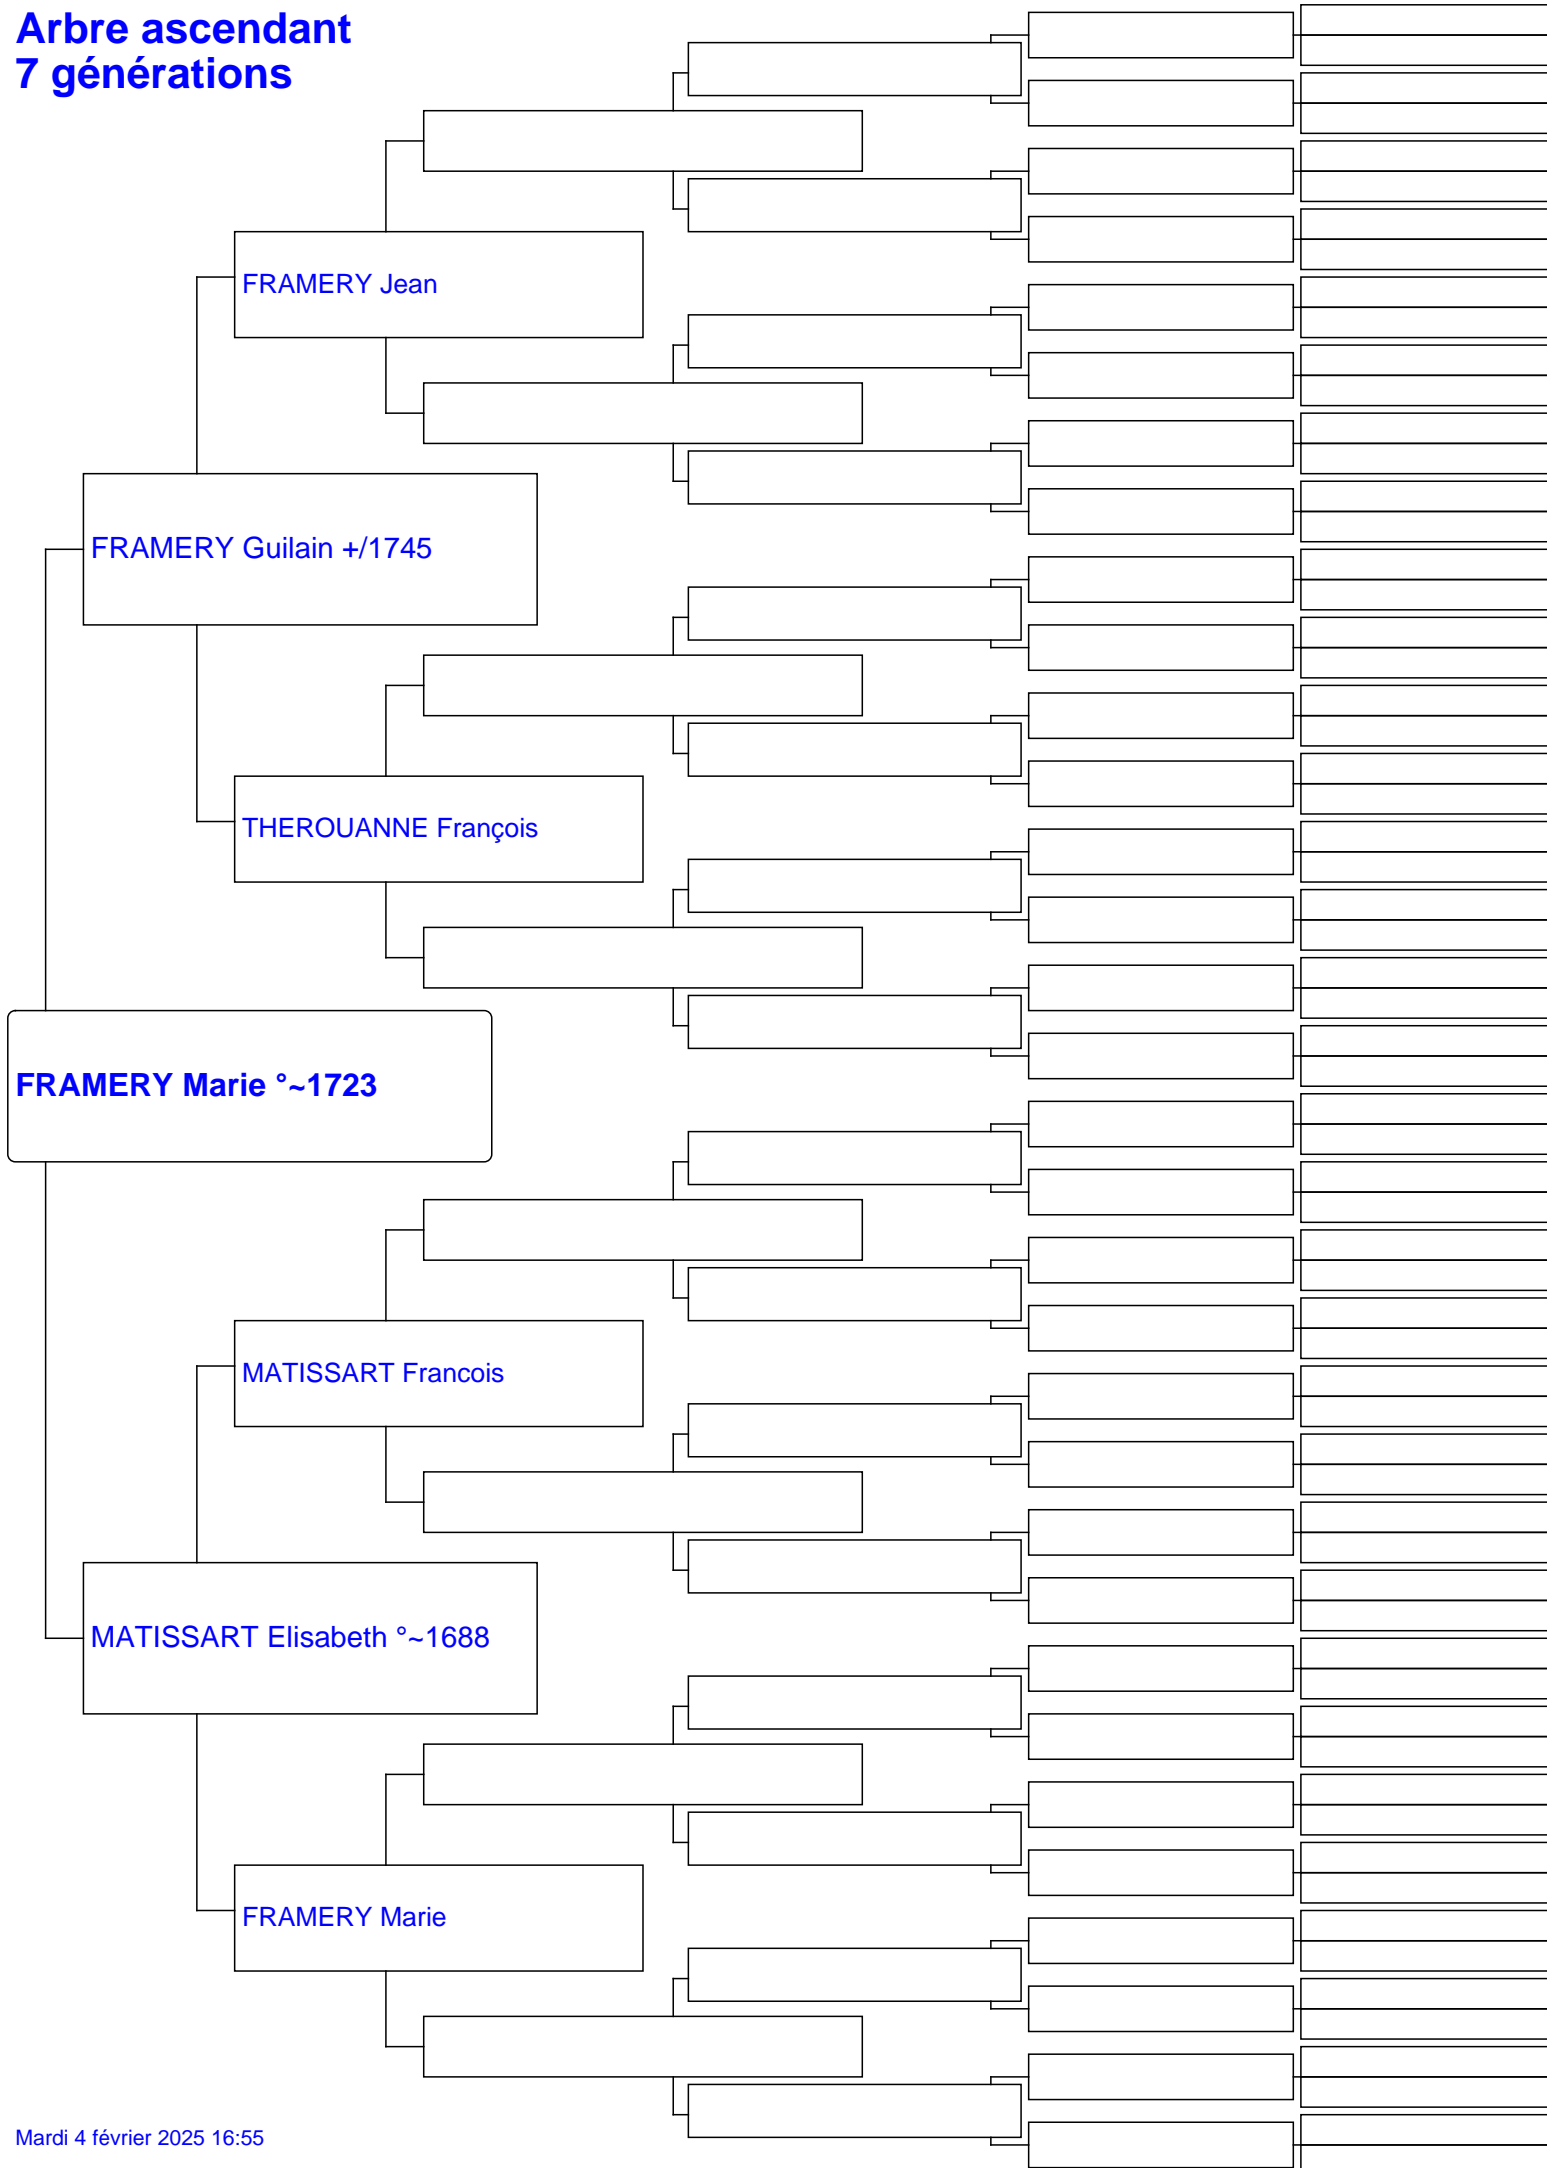 Arbre ascendant
7 générations
FRAMERY Jean
FRAMERY Guilain +/1745
THEROUANNE François
FRAMERY Marie °~1723
MATISSART Francois
MATISSART Elisabeth °~1688
FRAMERY Marie
Mardi 4 février 2025 16:55